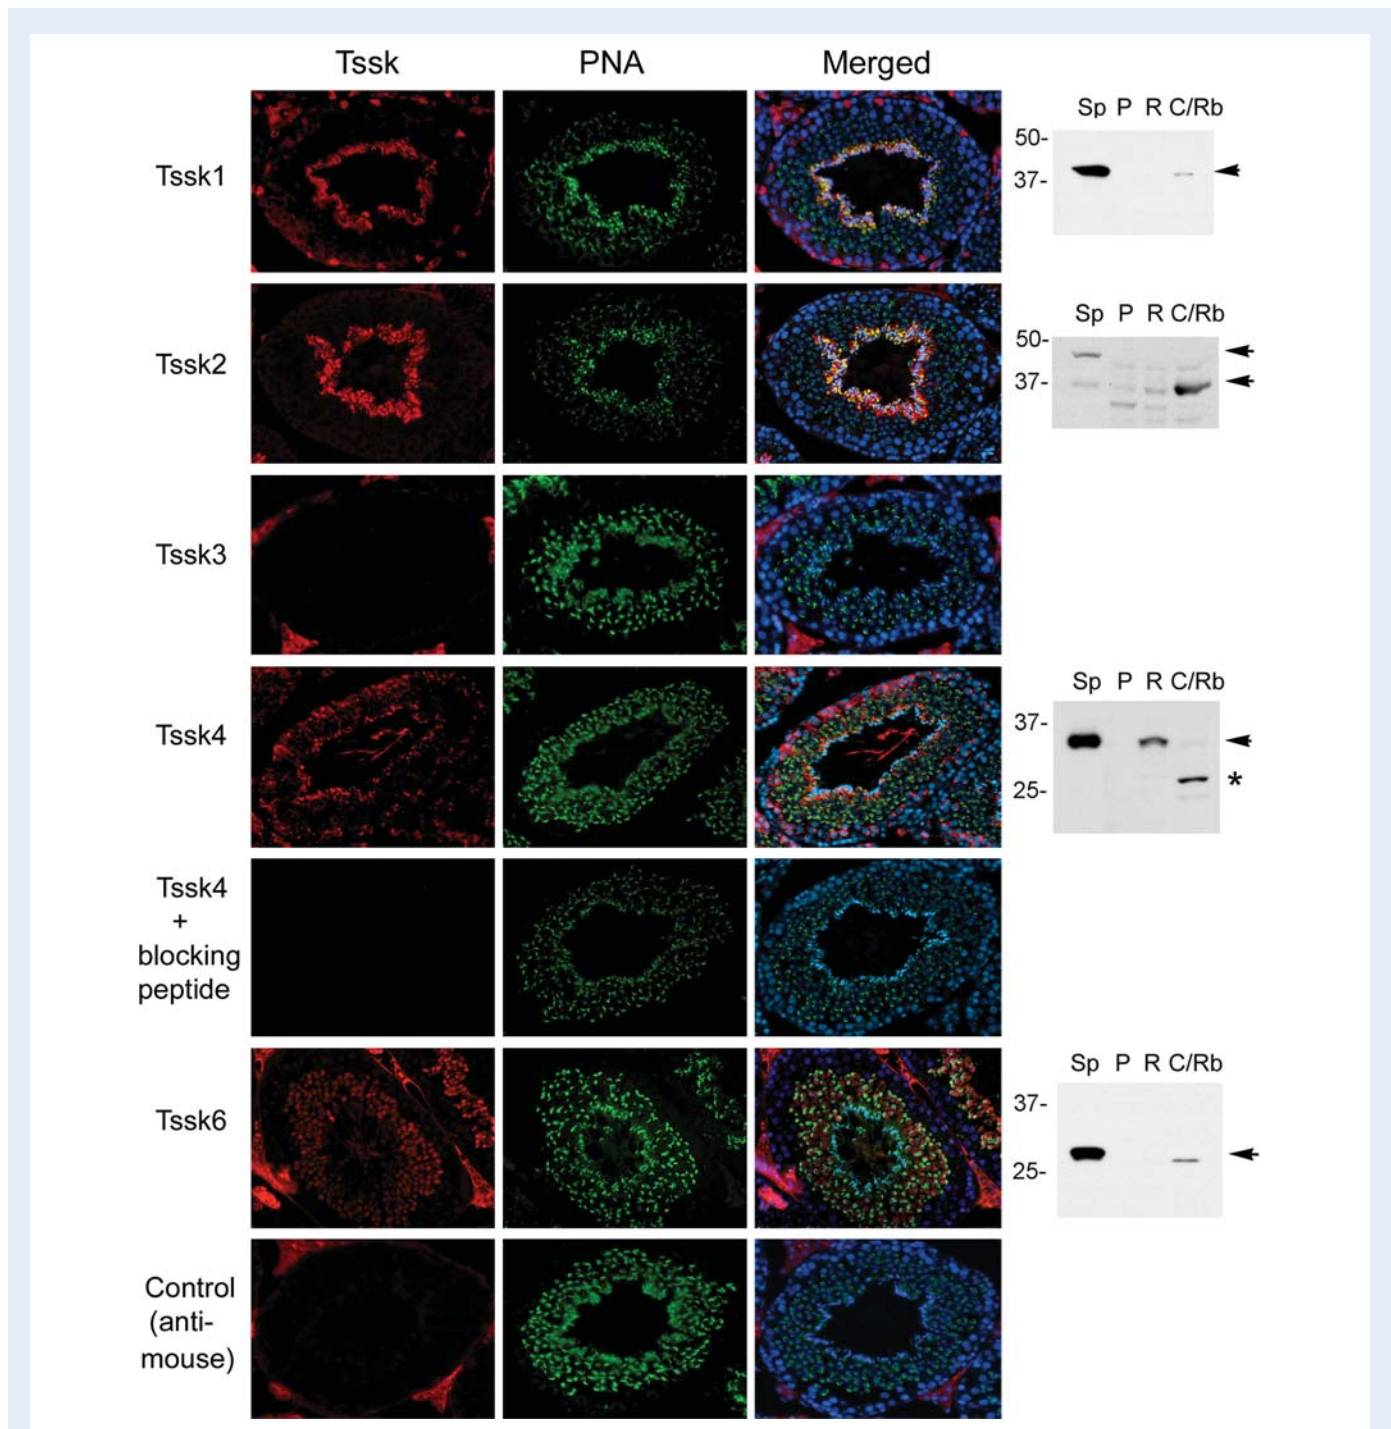 Tssk PNA Merged
Tssk1
Sp P R C/Rb
50-
37-
Tssk2
Sp P R C/Rb
50-
37-
Tssk3
Tssk4
Sp P R C/Rb
37-
25-
*
Tssk4
+
blocking
peptide
Tssk6
Sp P R C/Rb
37-
25-
Control
(anti-
mouse)